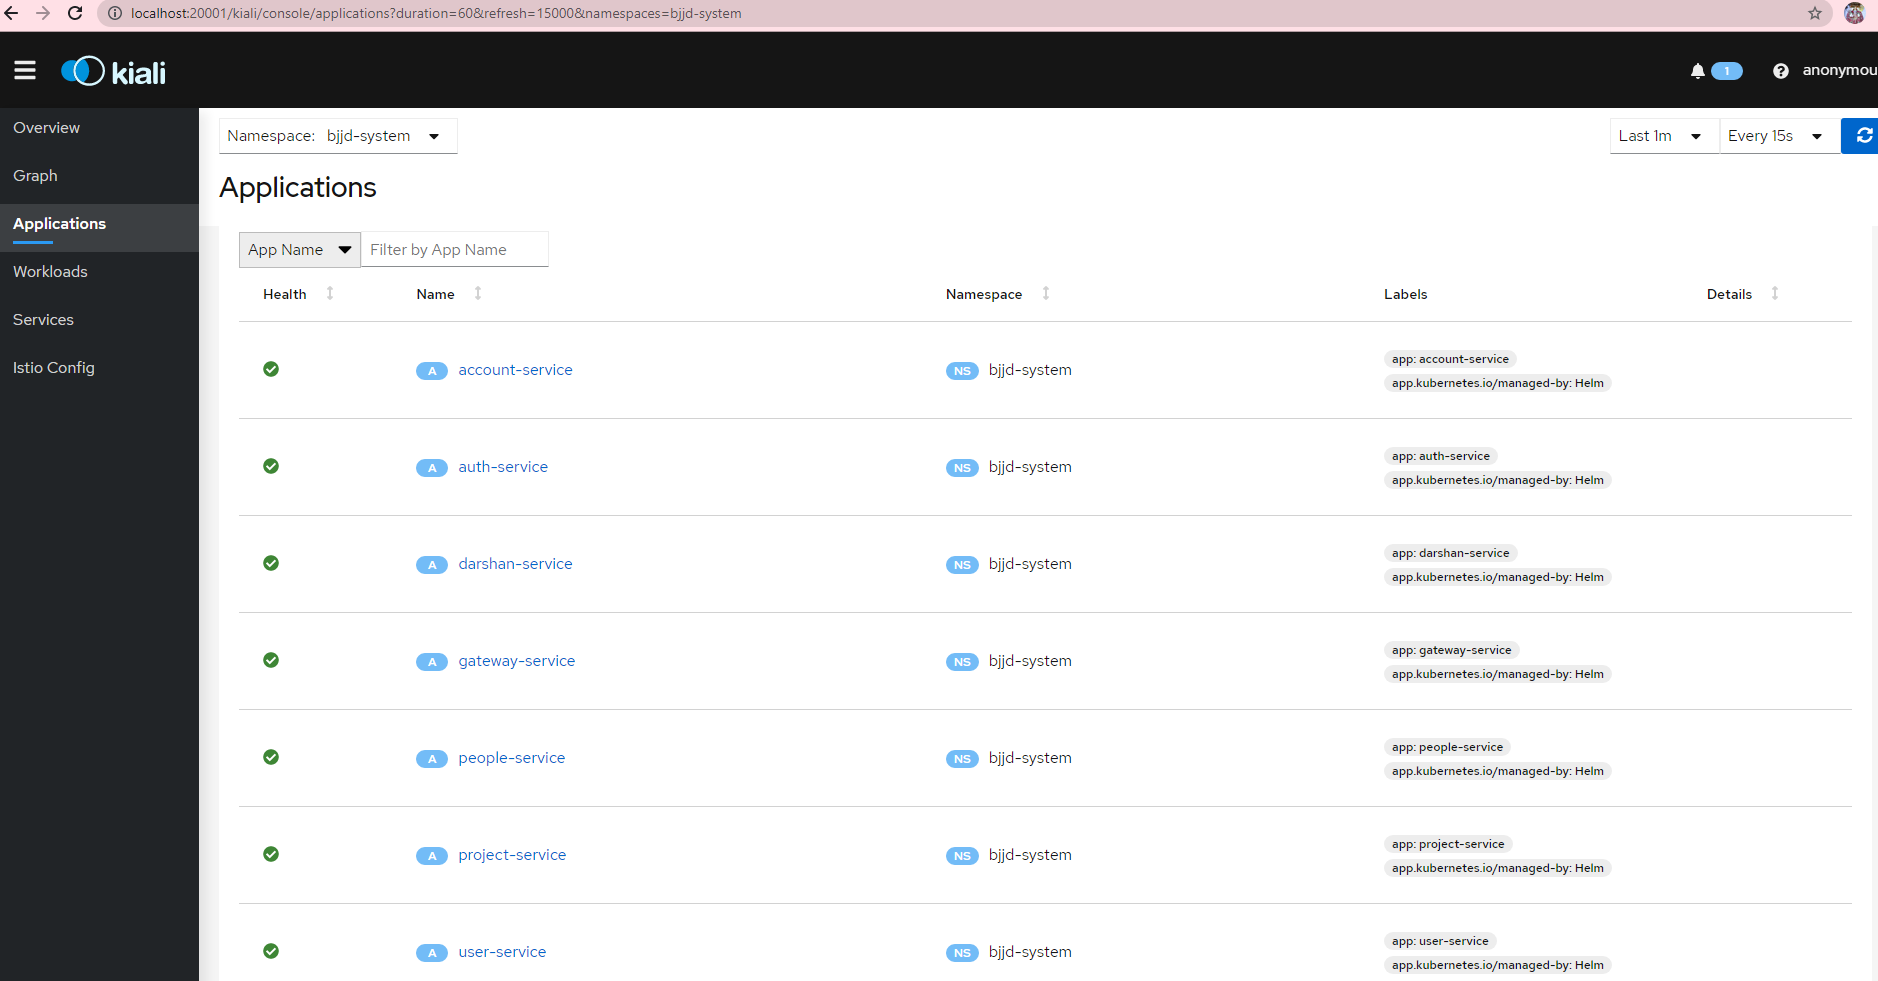 localhost:20001/kiali/console/applications?duration=60&refresh=15000&namespaces=bjjd-system
kiali
1
anonymou
Overview
Graph
Applications
Workloads
Services
Istio Config
Namespace: bjjd-system
Last 1m
Every 15s
Applications
App Name
Filter by App Name
Health Name Namespace Labels Details
A account-service NS bjjd-system
app: account-service
app.kubernetes.io/managed-by: Helm
A auth-service NS bjjd-system
app: auth-service
app.kubernetes.io/managed-by: Helm
A darshan-service NS bjjd-system
app: darshan-service
app.kubernetes.io/managed-by: Helm
A gateway-service NS bjjd-system
app: gateway-service
app.kubernetes.io/managed-by: Helm
A people-service NS bjjd-system
app: people-service
app.kubernetes.io/managed-by: Helm
A project-service NS bjjd-system
app: project-service
app.kubernetes.io/managed-by: Helm
A user-service NS bjjd-system
app: user-service
app.kubernetes.io/managed-by: Helm